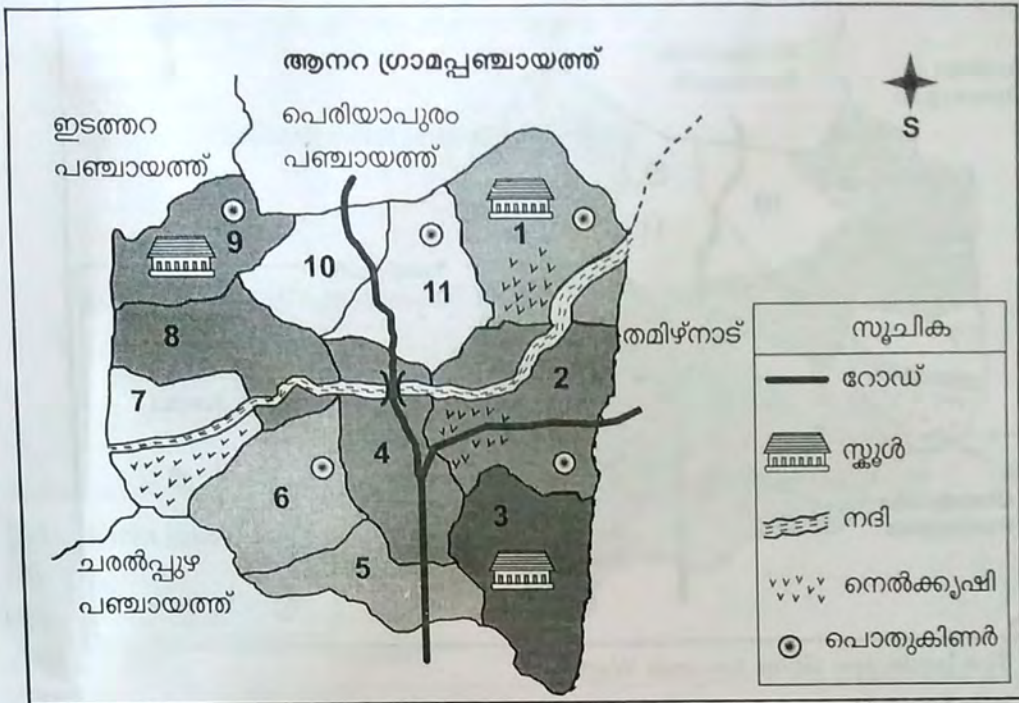 ആനറ ഗ്രാമപ്പഞ്ചായത്ത്
ഇടത്തറ
പഞ്ചായത്ത്
പെരിയാപുരം
പഞ്ചായത്ത്
S
9
10
11
1
8
തമിഴ്നാട്
2
7
4
6
3
5
ചരൽപ്പുഴ
പഞ്ചായത്ത്
സൂചിക
റോഡ്
സ്കൂൾ
നദി
നെൽക്കൃഷി
പൊതുകിണർ